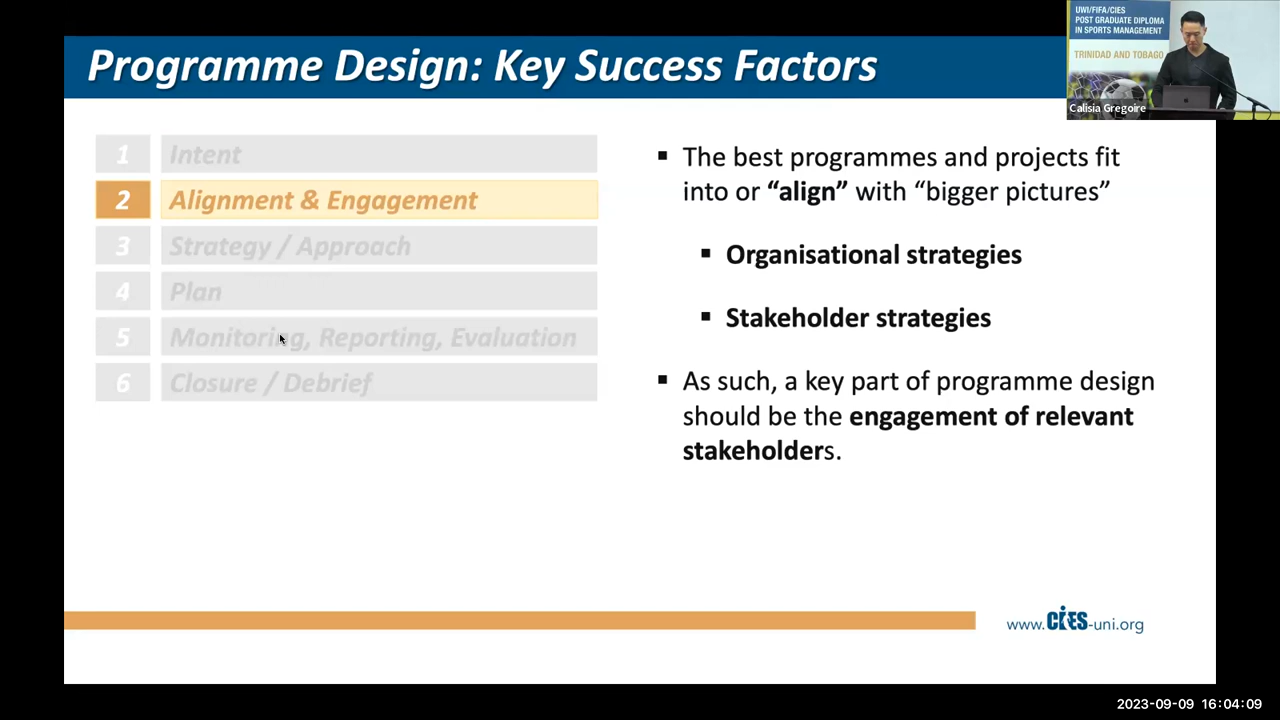 Programme Design: Key Success Factors
UWI/FIFA/CIES
POST GRADUATE DIPLOMA
IN SPORTS MANAGEMENT
TRINIDAD AND TOBAGO
Calisia Gregoire
1 Intent
2 Alignment & Engagement
3 Strategy / Approach
4 Plan
5 Monitoring, Reporting, Evaluation
6 Closure / Debrief
▪ The best programmes and projects fit
into or “align” with “bigger pictures”
▪ Organisational strategies
▪ Stakeholder strategies
▪ As such, a key part of programme design
should be the engagement of relevant
stakeholders.
www.CIES-uni.org
2023-09-09 16:04:09